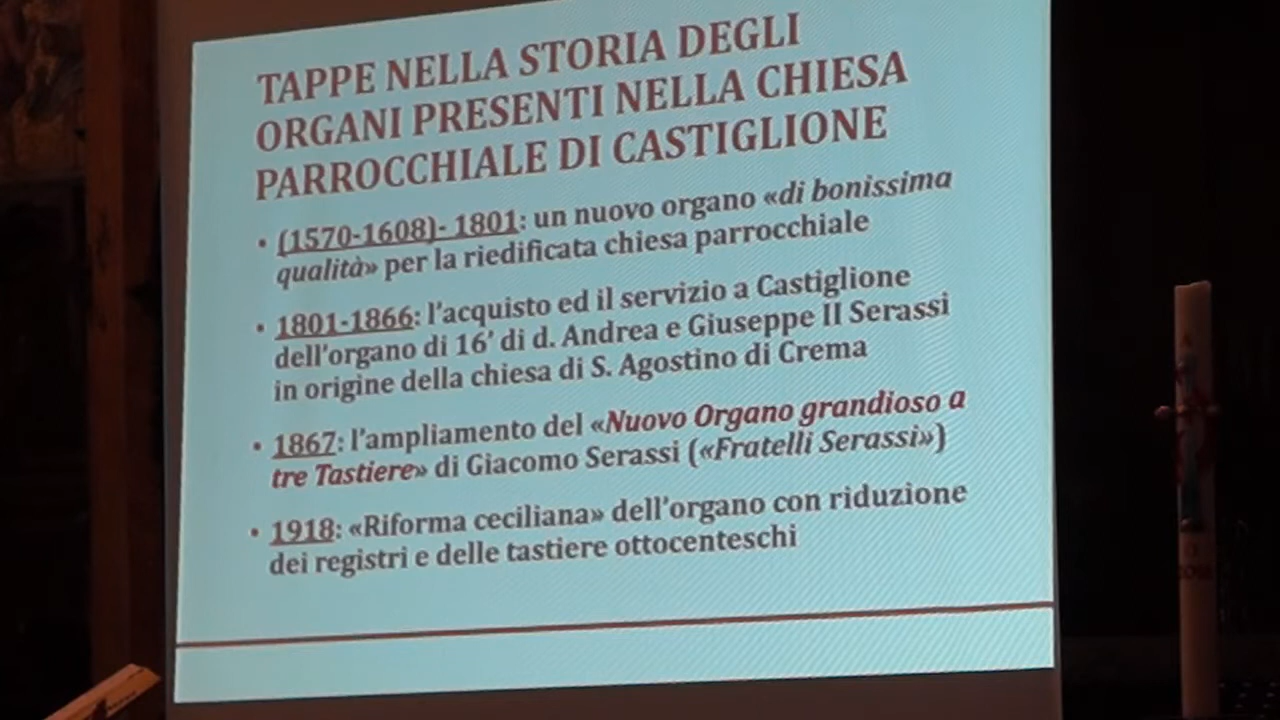 TAPPE NELLA STORIA DEGLI
ORGANI PRESENTI NELLA CHIESA
PARROCCHIALE DI CASTIGLIONE
• (1570-1608)- 1801: un nuovo organo «di bonissima
qualità» per la riedificata chiesa parrocchiale
• 1801-1866: l'acquisto ed il servizio a Castiglione
dell'organo di 16' di d. Andrea e Giuseppe II Serassi
in origine della chiesa di S. Agostino di Crema
• 1867: l'ampliamento del «Nuovo Organo grandioso a
tre Tastiere» di Giacomo Serassi («Fratelli Serassi»)
• 1918: «Riforma ceciliana» dell'organo con riduzione
dei registri e delle tastiere ottocenteschi